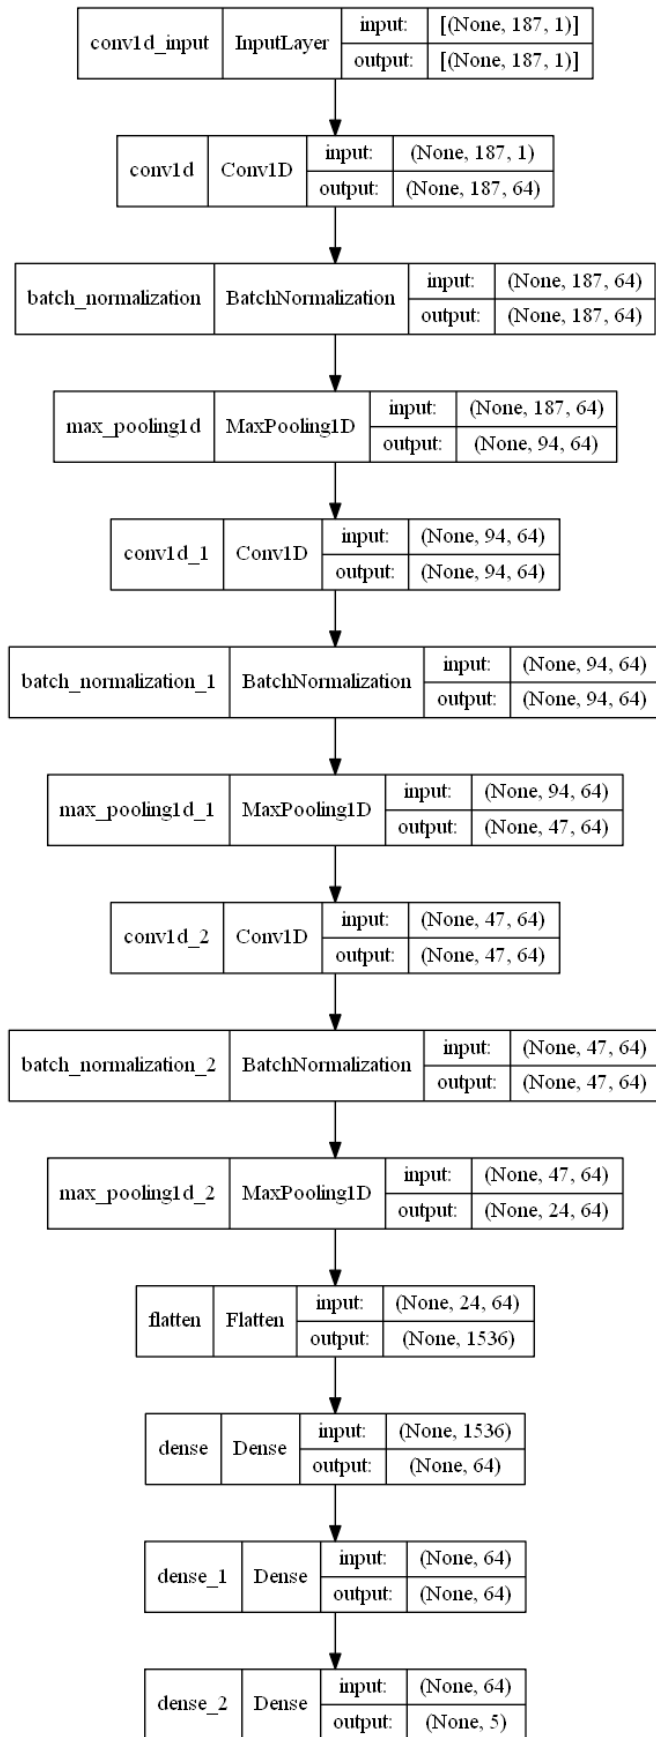 conv1d_input InputLayer input: [(None, 187, 1)]
output: [(None, 187, 1)]
conv1d Conv1D input: (None, 187, 1)
output: (None, 187, 64)
batch_normalization BatchNormalization input: (None, 187, 64)
output: (None, 187, 64)
max_pooling1d MaxPooling1D input: (None, 187, 64)
output: (None, 94, 64)
conv1d_1 Conv1D input: (None, 94, 64)
output: (None, 94, 64)
batch_normalization_1 BatchNormalization input: (None, 94, 64)
output: (None, 94, 64)
max_pooling1d_1 MaxPooling1D input: (None, 94, 64)
output: (None, 47, 64)
conv1d_2 Conv1D input: (None, 47, 64)
output: (None, 47, 64)
batch_normalization_2 BatchNormalization input: (None, 47, 64)
output: (None, 47, 64)
max_pooling1d_2 MaxPooling1D input: (None, 47, 64)
output: (None, 24, 64)
flatten Flatten input: (None, 24, 64)
output: (None, 1536)
dense Dense input: (None, 1536)
output: (None, 64)
dense_1 Dense input: (None, 64)
output: (None, 64)
dense_2 Dense input: (None, 64)
output: (None, 5)